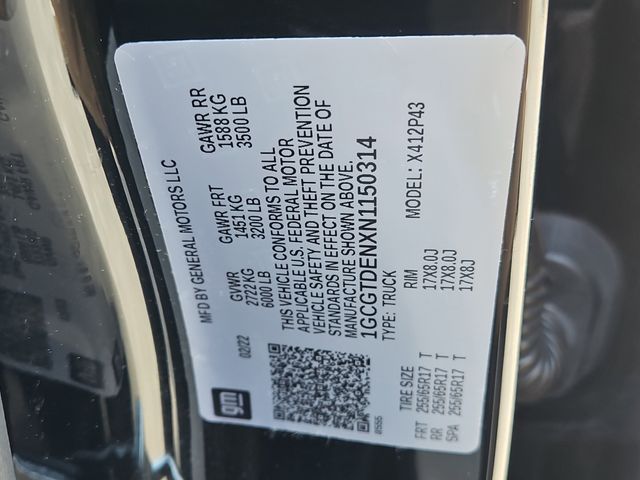 MFD BY GENERAL MOTORS LLC
02/22
GVWR GAWR FRT GAWR RR
2722KG 1451 KG 1588 KG
6000 LB 3200 LB 3500 LB
THIS VEHICLE CONFORMS TO ALL
APPLICABLE U.S. FEDERAL MOTOR
VEHICLE SAFETY AND THEFT PREVENTION
STANDARDS IN EFFECT ON THE DATE OF
MANUFACTURE SHOWN ABOVE.
1GCGTDENXN1150314
TYPE: TRUCK MODEL: X412P43
gm
TIRE SIZE RIM
FRT 255/65R17 T 17X8.0J
RR 255/65R17 T 17X8.0J
SPA 255/65R17 T 17X8J